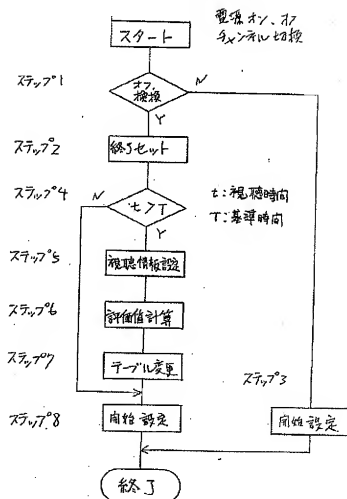 電源オン、オフ
チャンネル切換
スタート
ステップ1
オフ、
切換
N
Y
ステップ2
終了セット
ステップ4
N
t>T
Y
t:視聴時間
T:基準時間
ステップ5
視聴情報設定
ステップ6
評価値計算
ステップ7
テーブル変更
ステップ3
ステップ8
開始設定
開始設定
終了